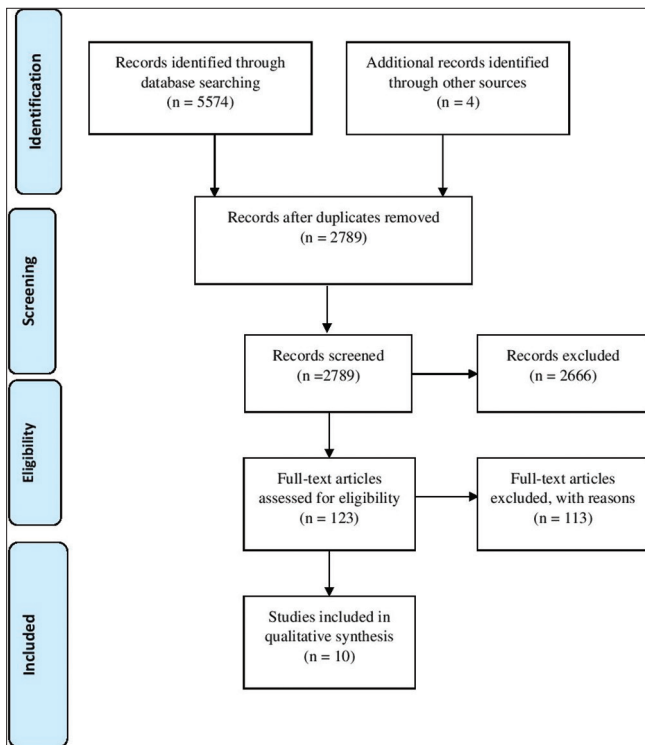 Identification
Records identified through
database searching
(n = 5574)
Additional records identified
through other sources
(n = 4)
Records after duplicates removed
(n = 2789)
Screening
Records screened
(n =2789)
Records excluded
(n = 2666)
Eligibility
Full-text articles
assessed for eligibility
(n = 123)
Full-text articles
excluded, with reasons
(n = 113)
Included
Studies included in
qualitative synthesis
(n = 10)